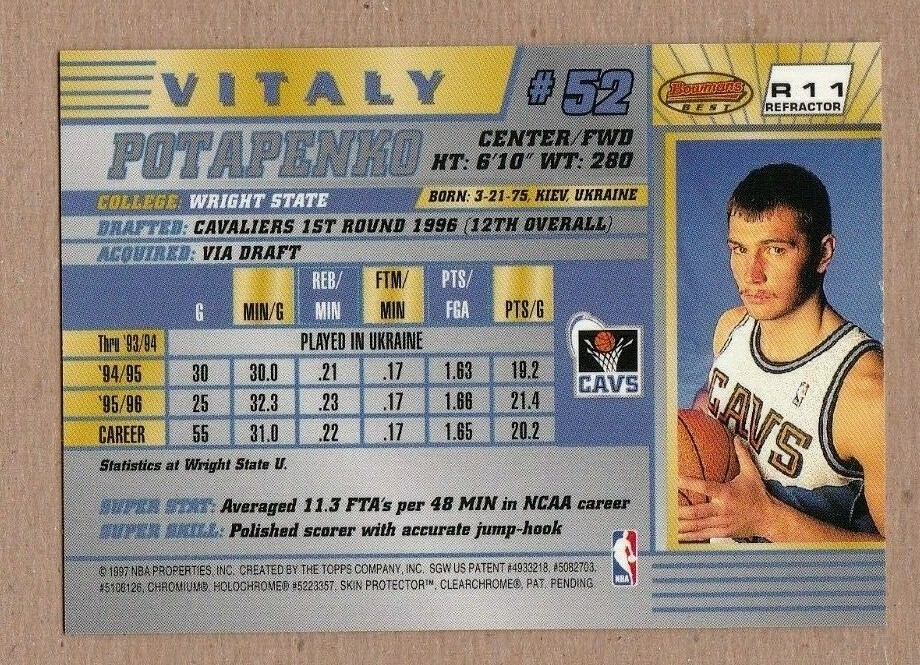 VITALY
# 52
Bowman's
BEST
R11
REFRACTOR
POTAPENKO
CENTER/FWD
HT: 6'10" WT: 280
COLLEGE: WRIGHT STATE
BORN: 3-21-75, KIEV, UKRAINE
DRAFTED: CAVALIERS 1ST ROUND 1996 (12TH OVERALL)
ACQUIRED: VIA DRAFT
G MIN/G REB/MIN FTM/MIN PTS/FGA PTS/G
Thru '93/94 PLAYED IN UKRAINE
'94/95 30 30.0 .21 .17 1.63 19.2
'95/96 25 32.3 .23 .17 1.66 21.4
CAREER 55 31.0 .22 .17 1.65 20.2
CAVS
CAVS
Statistics at Wright State U.
SUPER STAT: Averaged 11.3 FTA's per 48 MIN in NCAA career
SUPER SKILL: Polished scorer with accurate jump-hook
© 1997 NBA PROPERTIES, INC. CREATED BY THE TOPPS COMPANY, INC. SGW US PATENT #4933218, #5082703,
#5106126, CHROMIUM®, HOLOCHROME® #5223357, SKIN PROTECTOR™, CLEARCHROME®, PAT. PENDING.
NBA